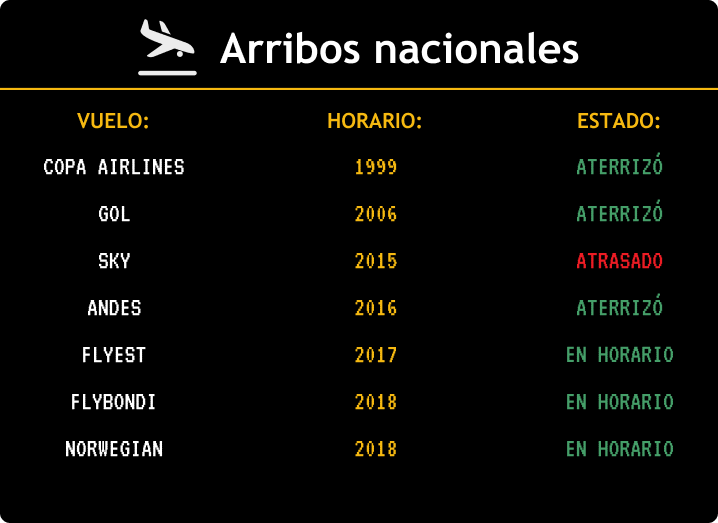 Arribos nacionales
VUELO: HORARIO: ESTADO:
COPA AIRLINES 1999 ATERRIZÓ
GOL 2006 ATERRIZÓ
SKY 2015 ATRASADO
ANDES 2016 ATERRIZÓ
FLYEST 2017 EN HORARIO
FLYBONDI 2018 EN HORARIO
NORWEGIAN 2018 EN HORARIO